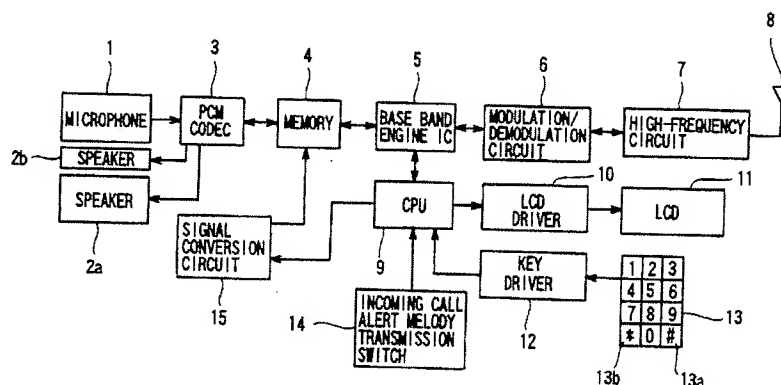 8
1
3
4
5
6
7
MICROPHONE
PCM
CODEC
MEMORY
BASE BAND
ENGINE IC
MODULATION/
DEMODULATION
CIRCUIT
HIGH-FREQUENCY
CIRCUIT
2b
SPEAKER
SPEAKER
2a
10
11
CPU
LCD
DRIVER
LCD
SIGNAL
CONVERSION
CIRCUIT
9
KEY
DRIVER
15
12
14
INCOMING CALL
ALERT MELODY
TRANSMISSION
SWITCH
1 2 3
4 5 6
7 8 9
* 0 #
13
13b
13a